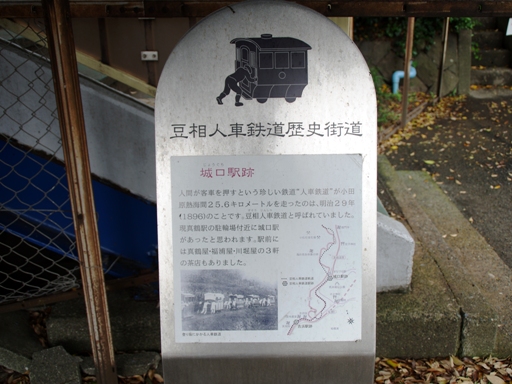 豆相人車鉄道歴史街道
城口駅跡
人間が客車を押すという珍しい鉄道“人車鉄道”が小田
原熱海間25.6キロメートルを走ったのは、明治29年
(1896)のことです。豆相人車鉄道と呼ばれていました。
現真鶴駅の駐輪場付近に城口駅
があったと思われます。駅前に
は真鶴屋・福浦屋・川堀屋の3軒
の茶店もありました。